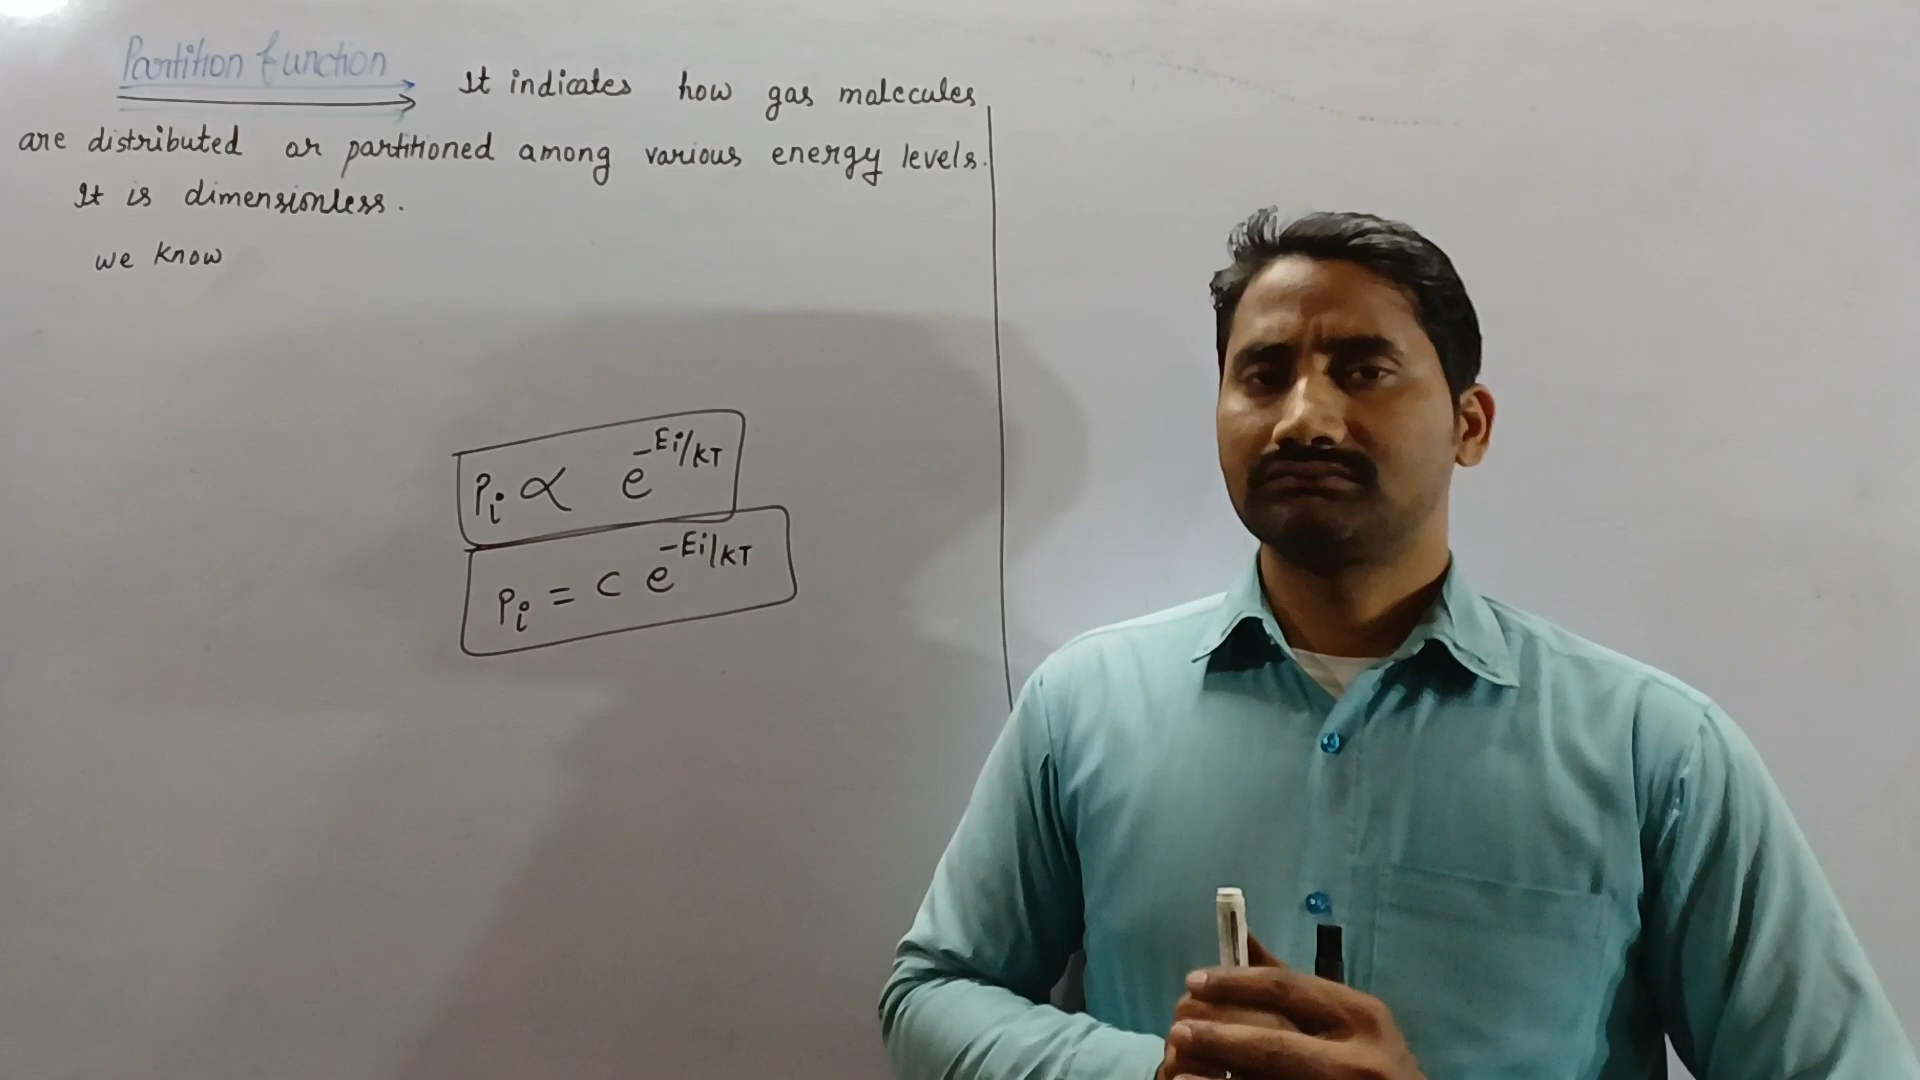 Partition function It indicates how gas molecules
are distributed or partitioned among various energy levels.
It is dimensionless.
we know
Pi ∝ e^-Ei/kT
Pi = c e^-Ei/kT